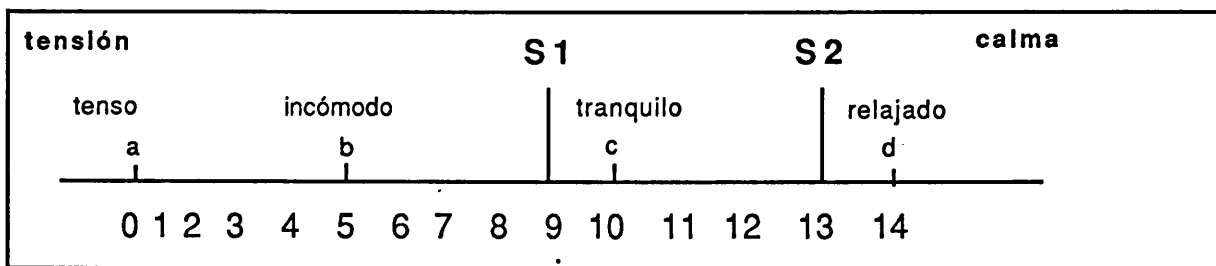 tensión S1 S2 calma
tenso incómodo tranquilo relajado
a b c d
0 1 2 3 4 5 6 7 8 9 10 11 12 13 14